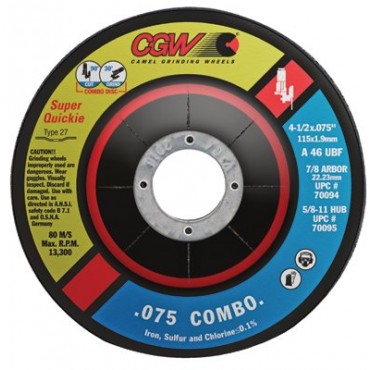 CGW
CAMEL GRINDING WHEELS
90°
30°
CUT
COMBO DISC
Super
Quickie
Type 27
CAUTION!!
Grinding wheels
improperly used are
dangerous. Wear
goggles. Visually
inspect. Discard if
damaged. Use with
care. Use as
directed in A.N.S.I.
safety code B 7.1
and O.S.H.A.
Germany
80 M/S
Max. R.P.M.
13,300
4-1/2x.075"
115x1.9mm
A 46 UBF
7/8 ARBOR
22.23mm
UPC #
70094
5/8-11 HUB
UPC #
70095
.075 COMBO.
Iron, Sulfur and Chlorine≤0.1%